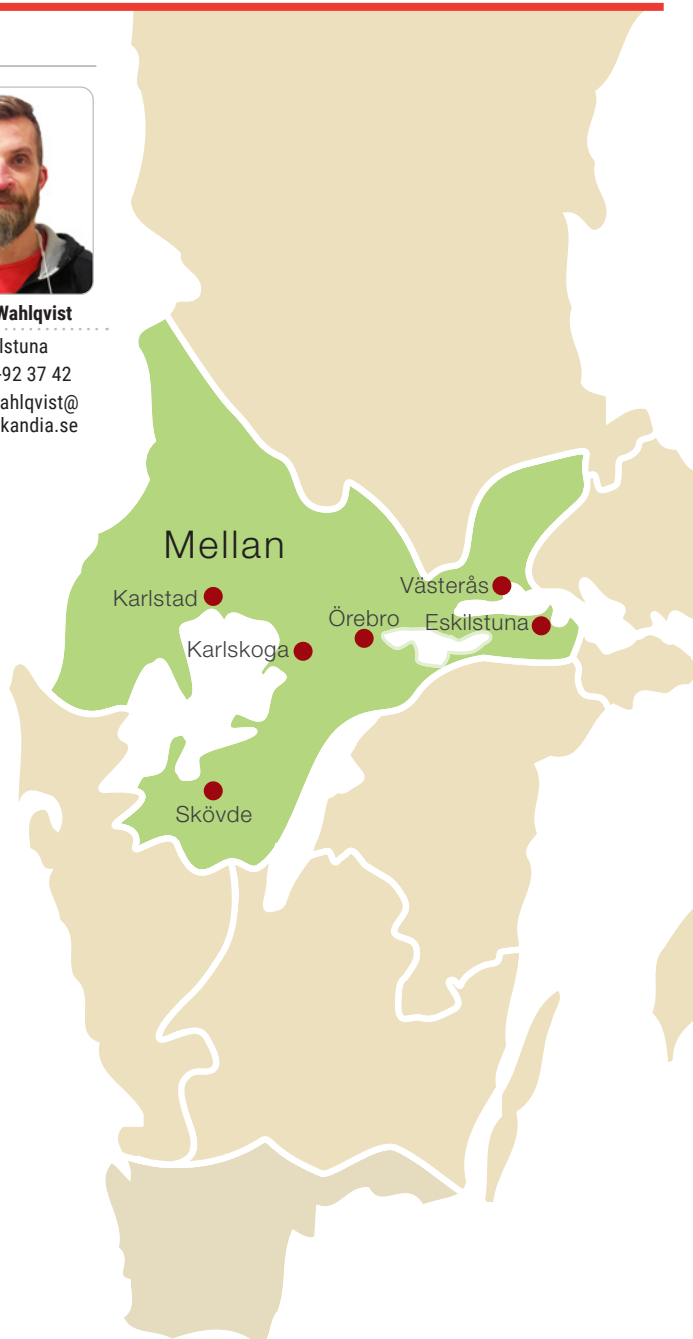 Wahlqvist
lstuna
92 37 42
ahlqvist@
kandia.se
Mellan
Västerås
Karlstad
Örebro
Eskilstuna
Karlskoga
Skövde